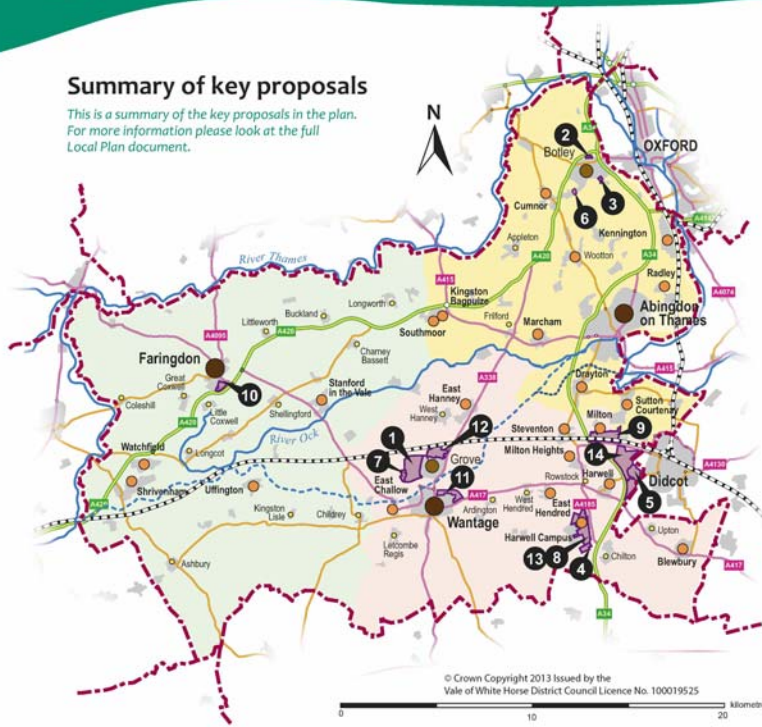 Summary of key proposals
This is a summary of the key proposals in the plan.
For more information please look at the full
Local Plan document.
N
2
Botley
OXFORD
3
6
Cumnor
Kennington
Appleton
A420
Wootton
A34
River Thames
A415
Radley
A4074
Kingston
Bagpuize
Longworth
Buckland
Abingdon
on Thames
Littleworth
Southmoor
Frilford
Marcham
A4095
A420
Charney
Bassett
Faringdon
A415
A338
Great
Coxwell
10
Stanford
in the Vale
East
Hanney
Drayton
Coleshill
Little
Coxwell
Shellingford
West
Hanney
Milton
Sutton
Courtenay
A420
Longcot
River Ock
1
12
Steventon
9
Watchfield
7
Grove
Milton Heights
14
A4130
Didcot
Shrivenham
Uffington
East
Challow
11
Rowstock
Harwell
5
A417
Kingston
Lisle
Childrey
Wantage
Ardington
West
Hendred
East
Hendred
A4185
Upton
Letcombe
Regis
Harwell Campus
Ashbury
13
8
4
Chilton
Blewbury
A417
A34
© Crown Copyright 2013 Issued by the
Vale of White Horse District Council Licence No. 100019525
0
10
20